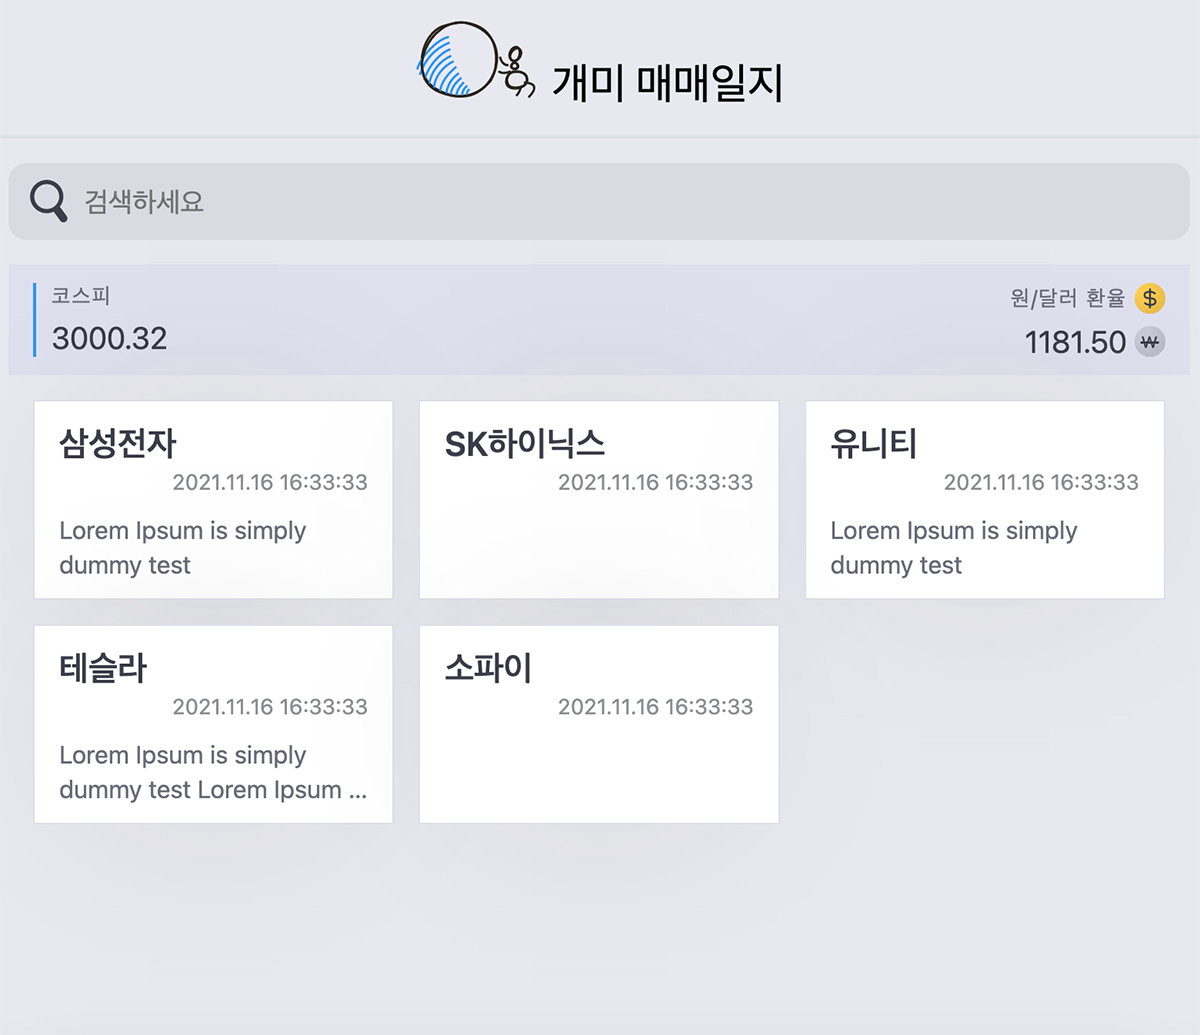 개미 매매일지
검색하세요
코스피
3000.32
원/달러 환율 $
1181.50 ₩
삼성전자
2021.11.16 16:33:33
Lorem Ipsum is simply
dummy test
SK하이닉스
2021.11.16 16:33:33
유니티
2021.11.16 16:33:33
Lorem Ipsum is simply
dummy test
테슬라
2021.11.16 16:33:33
Lorem Ipsum is simply
dummy test Lorem Ipsum ...
소파이
2021.11.16 16:33:33